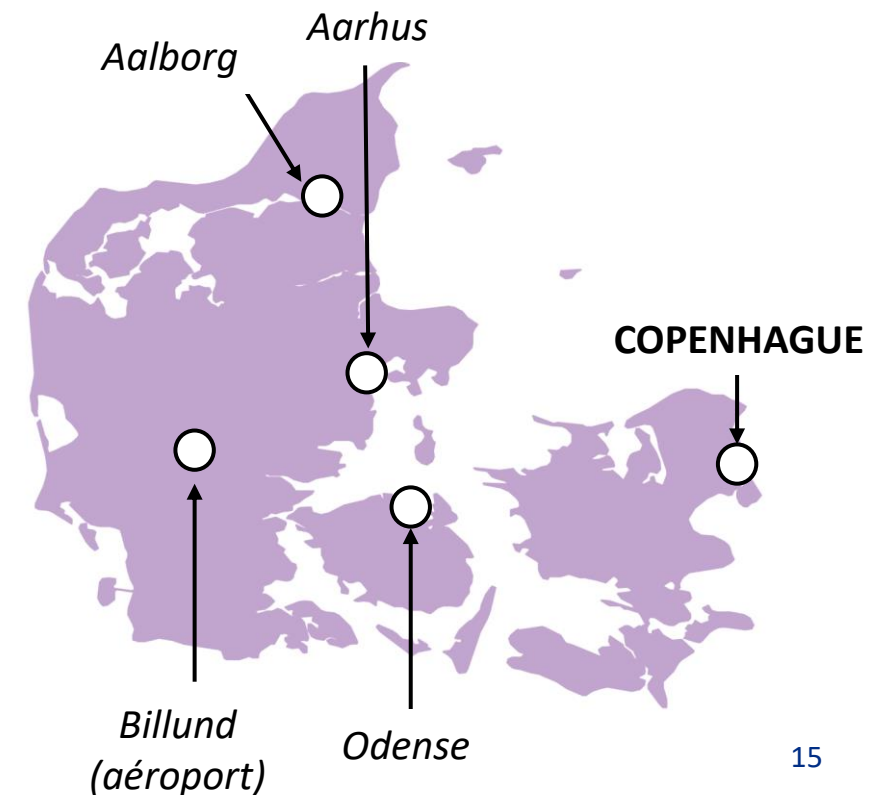 Aarhus
Aalborg
COPENHAGUE
Billund
(aéroport)
Odense
15